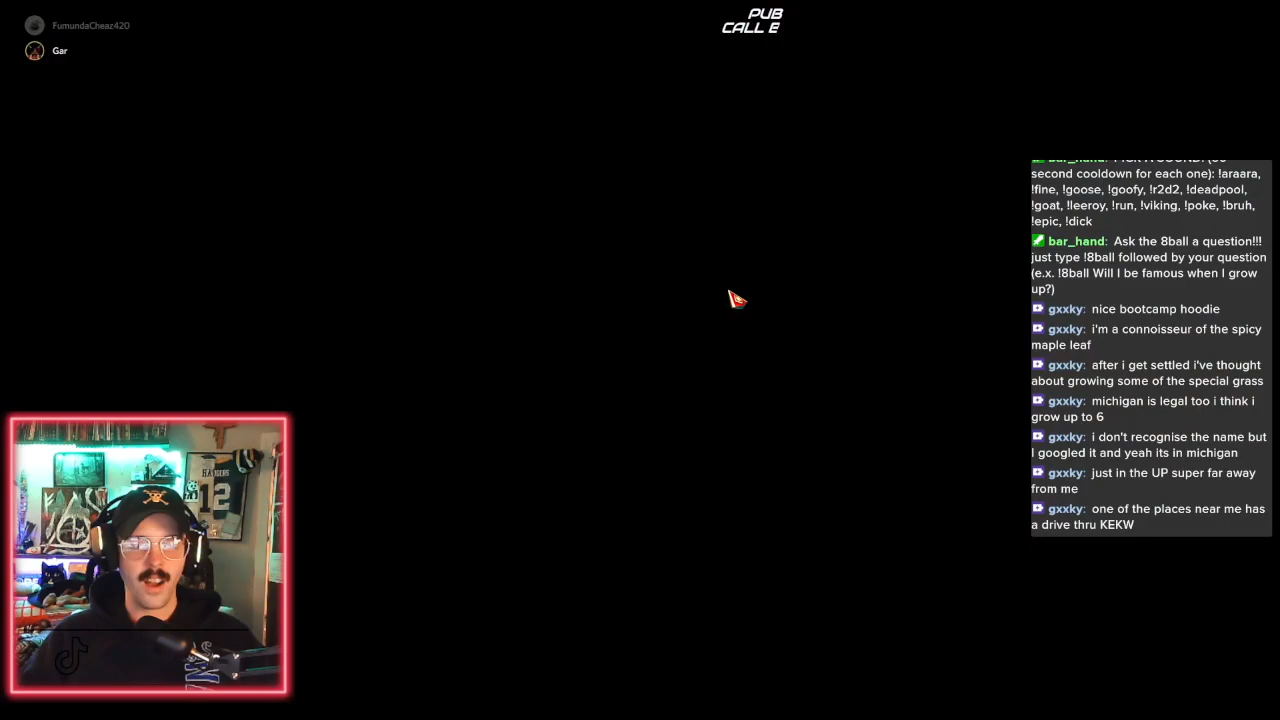 FumundaCheaz420
Gar
PUB
CALL
second cooldown for each one): !araara,
!fine, !goose, !goofy, !r2d2, !deadpool,
!goat, !leeroy, !run, !viking, !poke, !bruh,
!epic, !dick
bar_hand: Ask the 8ball a question!!!
just type !8ball followed by your question
(e.x. !8ball Will I be famous when I grow
up?)
gxxky: nice bootcamp hoodie
gxxky: i'm a connoisseur of the spicy
maple leaf
gxxky: after i get settled i've thought
about growing some of the special grass
gxxky: michigan is legal too i think i
grow up to 6
gxxky: i don't recognise the name but
I googled it and yeah its in michigan
gxxky: just in the UP super far away
from me
gxxky: one of the places near me has
a drive thru KEKW
12